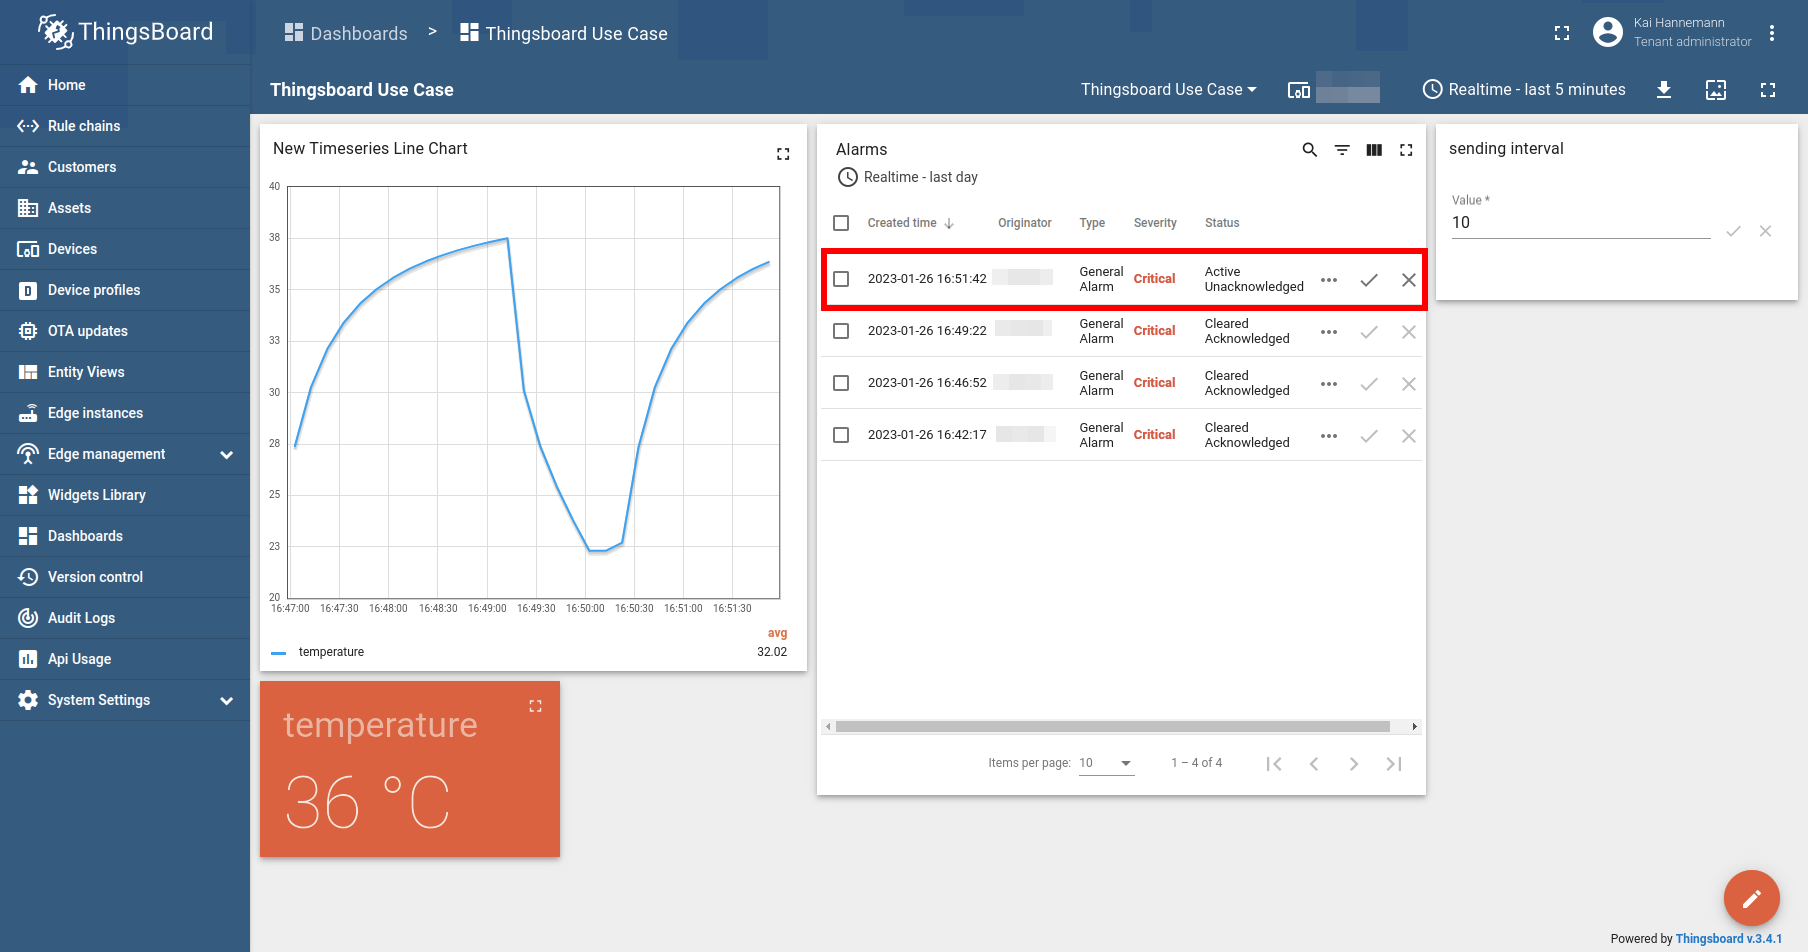 ThingsBoard
Dashboards > Thingsboard Use Case
Kai Hannemann
Tenant administrator
Home
Rule chains
Customers
Assets
Devices
Device profiles
OTA updates
Entity Views
Edge instances
Edge management
Widgets Library
Dashboards
Version control
Audit Logs
Api Usage
System Settings
Thingsboard Use Case
Thingsboard Use Case
Realtime - last 5 minutes
New Timeseries Line Chart
40
38
35
33
30
28
25
23
20
16:47:00 16:47:30 16:48:00 16:48:30 16:49:00 16:49:30 16:50:00 16:50:30 16:51:00 16:51:30
avg
temperature 32.02
temperature
36 °C
Alarms
Realtime - last day
Created time Originator Type Severity Status
2023-01-26 16:51:42 General Alarm Critical Active Unacknowledged
2023-01-26 16:49:22 General Alarm Critical Cleared Acknowledged
2023-01-26 16:46:52 General Alarm Critical Cleared Acknowledged
2023-01-26 16:42:17 General Alarm Critical Cleared Acknowledged
Items per page: 10 1 – 4 of 4
sending interval
Value *
10
Powered by Thingsboard v.3.4.1